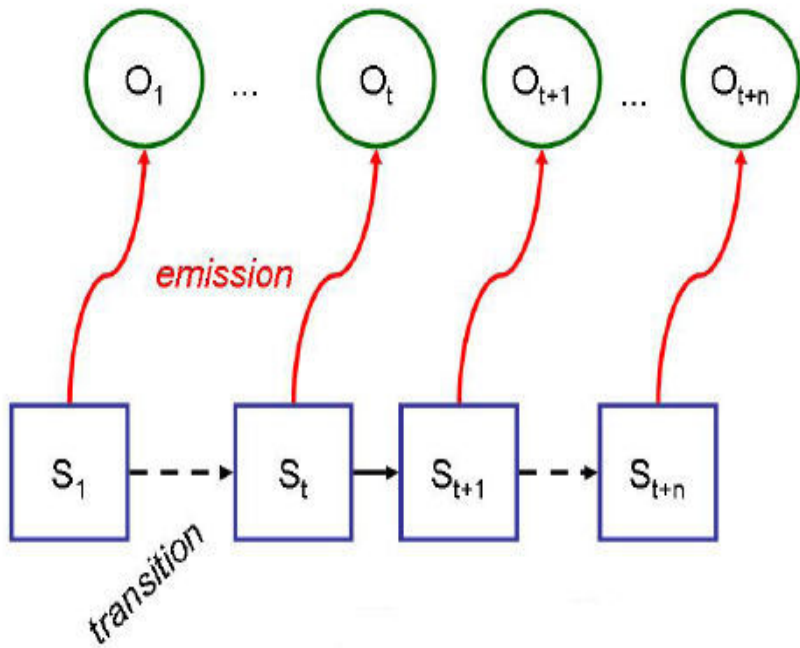 O₁ ... Oₜ Oₜ₊₁ ... Oₜ₊ₙ
emission
S₁ Sₜ Sₜ₊₁ Sₜ₊ₙ
transition